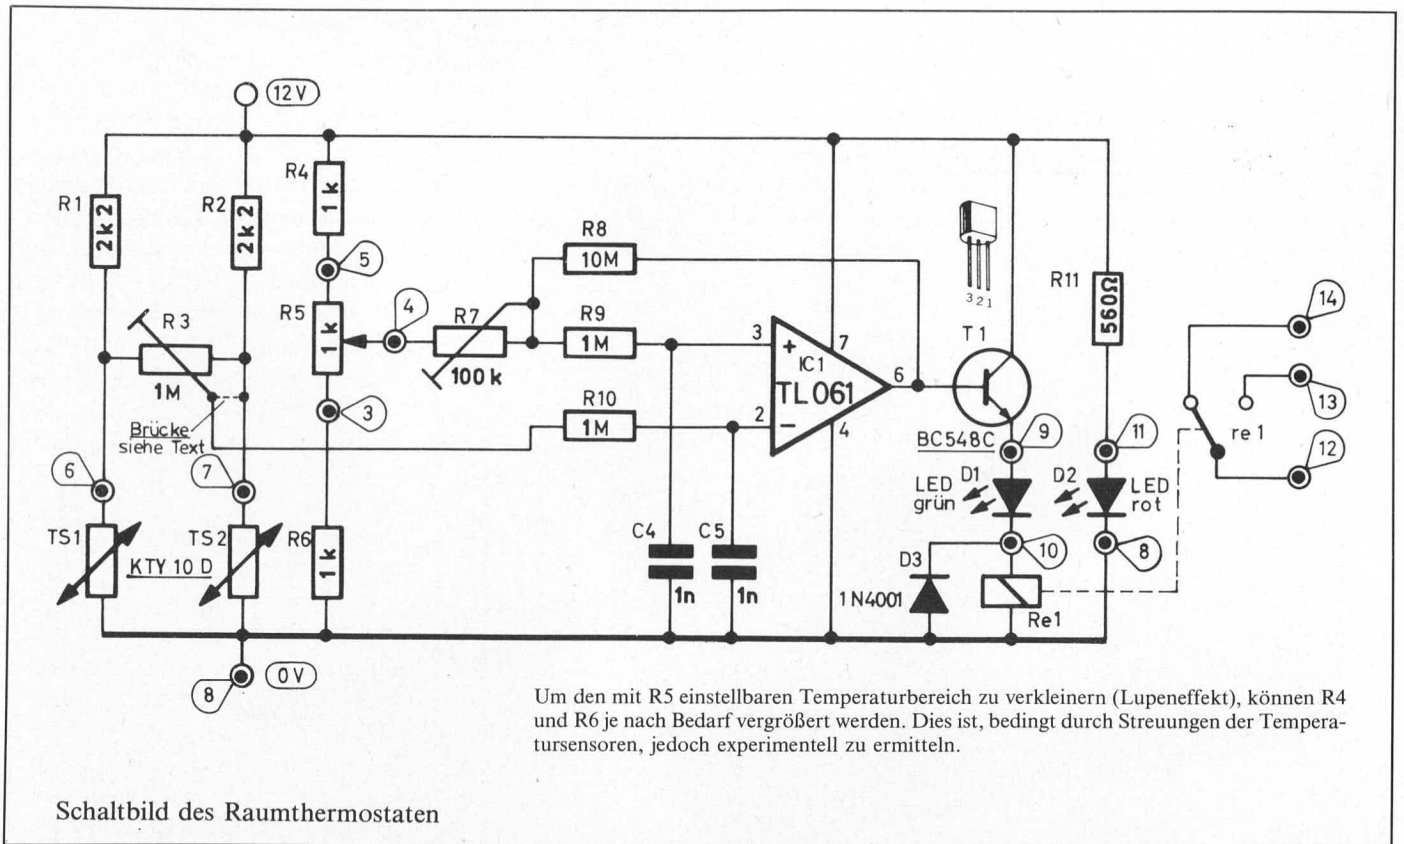 12V
R1
2k2
R2
2k2
R4
1k
5
R5
1k
4
R7
100k
R3
1M
Brücke
siehe Text
3
6
7
TS1
KTY 10 D
TS2
R6
1k
8
0V
R8
10M
R9
1M
R10
1M
3
+
2
–
IC1
TL061
7
4
6
C4
1n
C5
1n
3 2 1
T1
BC548C
9
D1
LED
grün
10
D3
1N4001
Re1
R11
560Ω
11
D2
LED
rot
8
re1
14
13
12
Um den mit R5 einstellbaren Temperaturbereich zu verkleinern (Lupeneffekt), können R4
und R6 je nach Bedarf vergrößert werden. Dies ist, bedingt durch Streuungen der Tempera-
tursensoren, jedoch experimentell zu ermitteln.
Schaltbild des Raumthermostaten